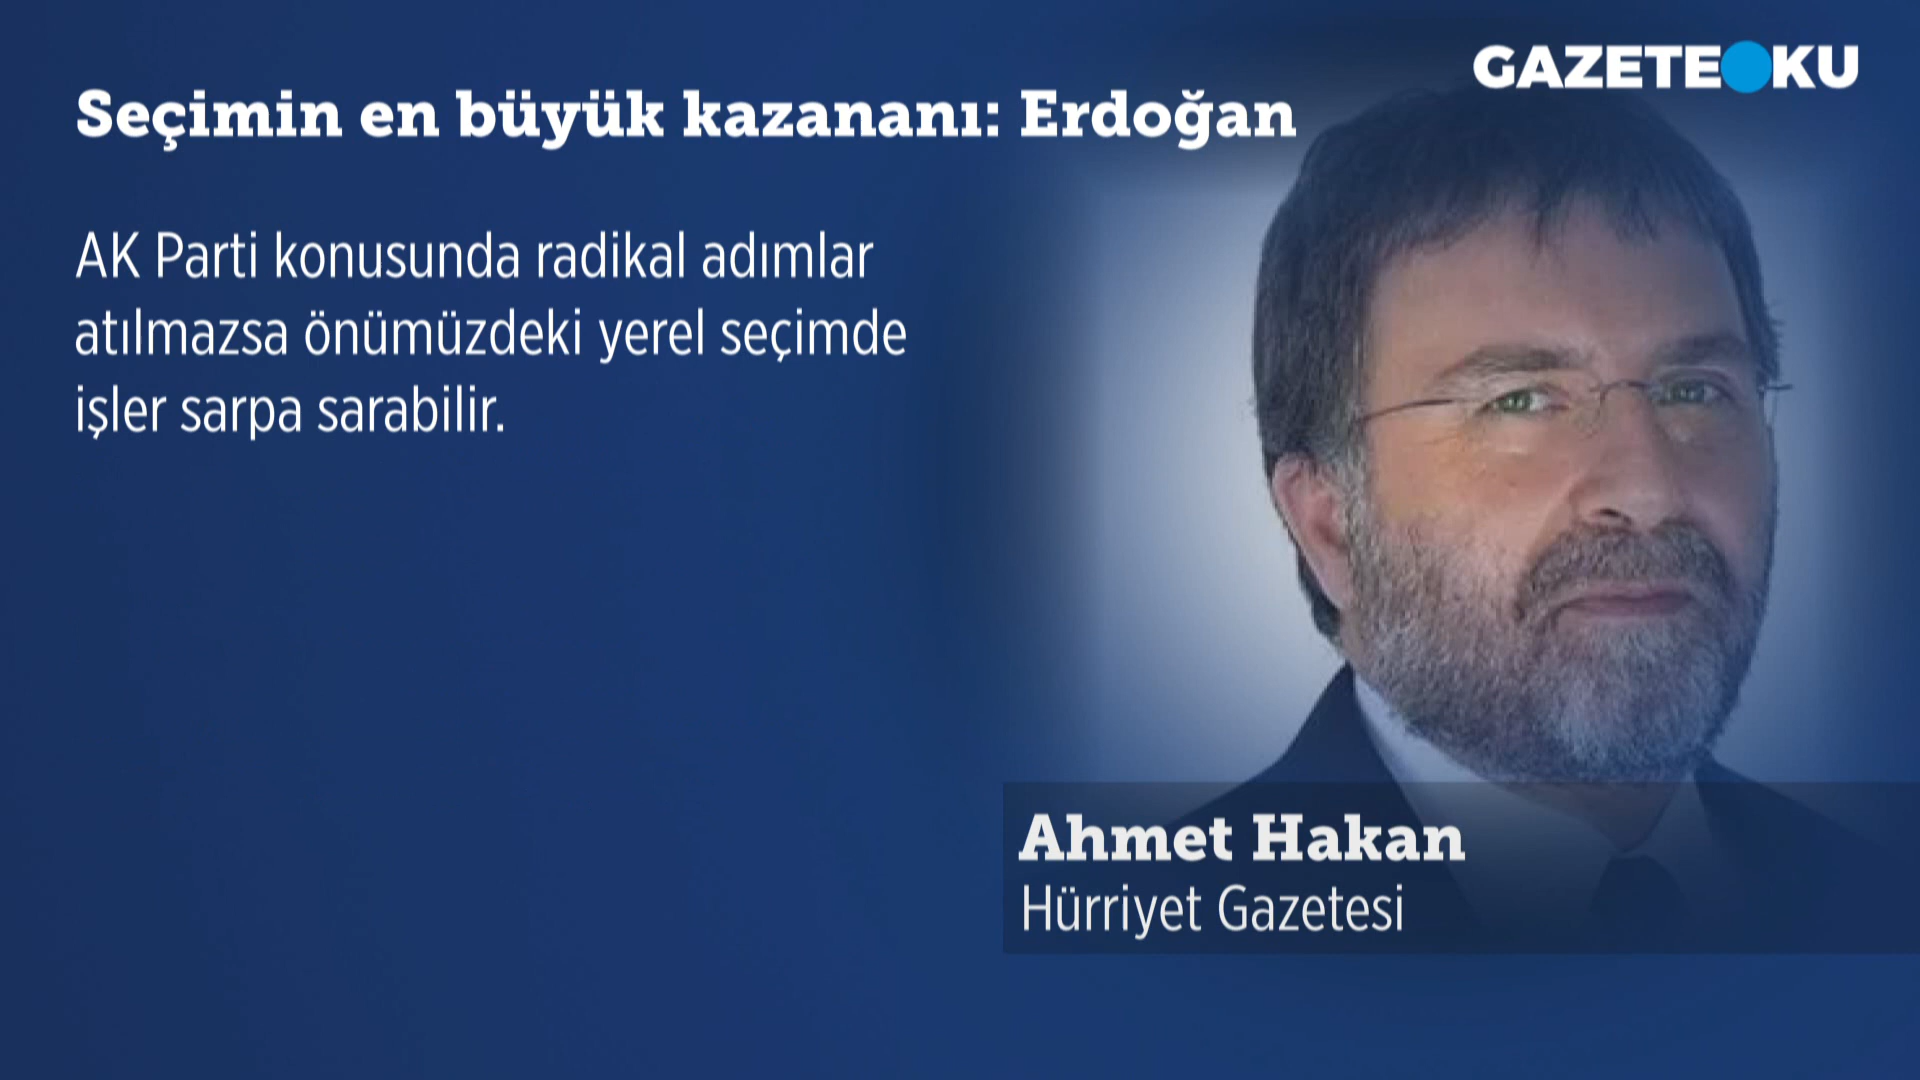 GAZETEOKU
Seçimin en büyük kazananı: Erdoğan
AK Parti konusunda radikal adımlar
atılmazsa önümüzdeki yerel seçimde
işler sarpa sarabilir.
Ahmet Hakan
Hürriyet Gazetesi